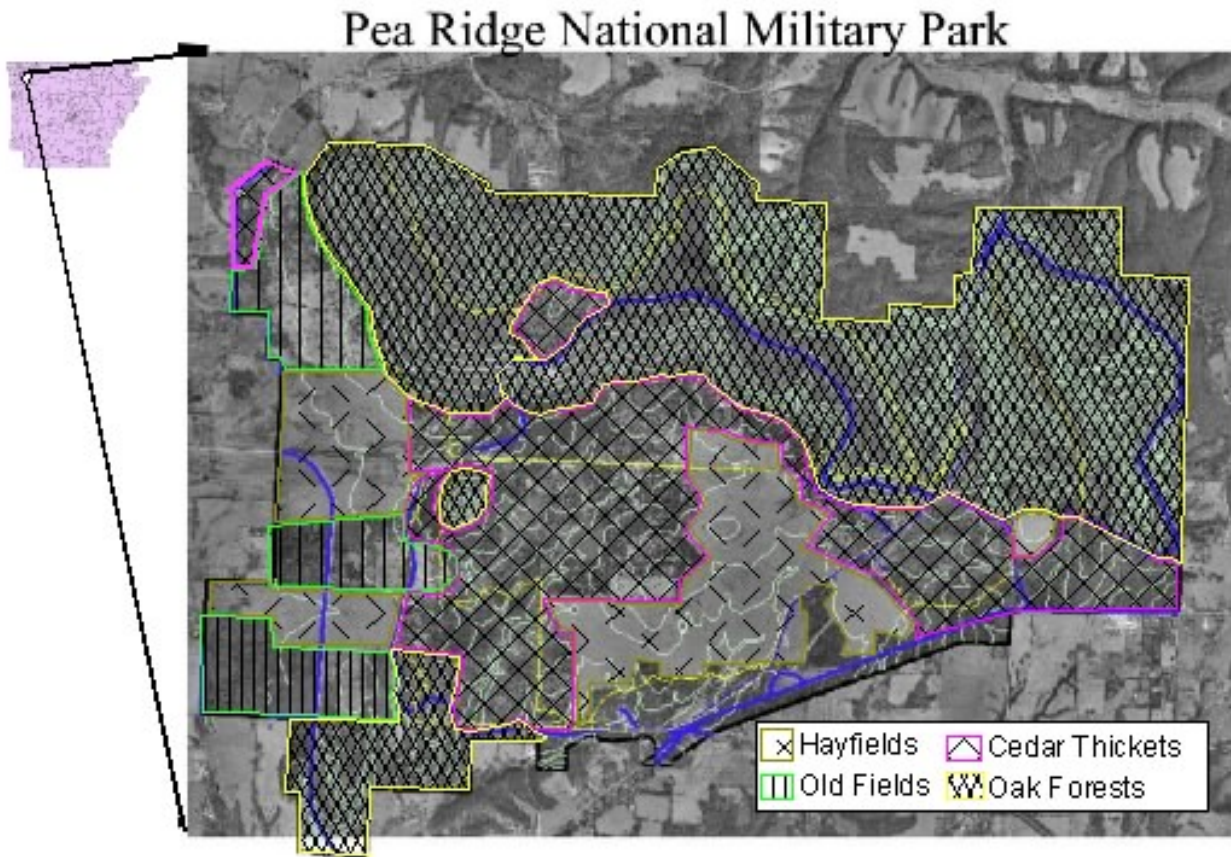 Pea Ridge National Military Park
Hayfields
Cedar Thickets
Old Fields
Oak Forests